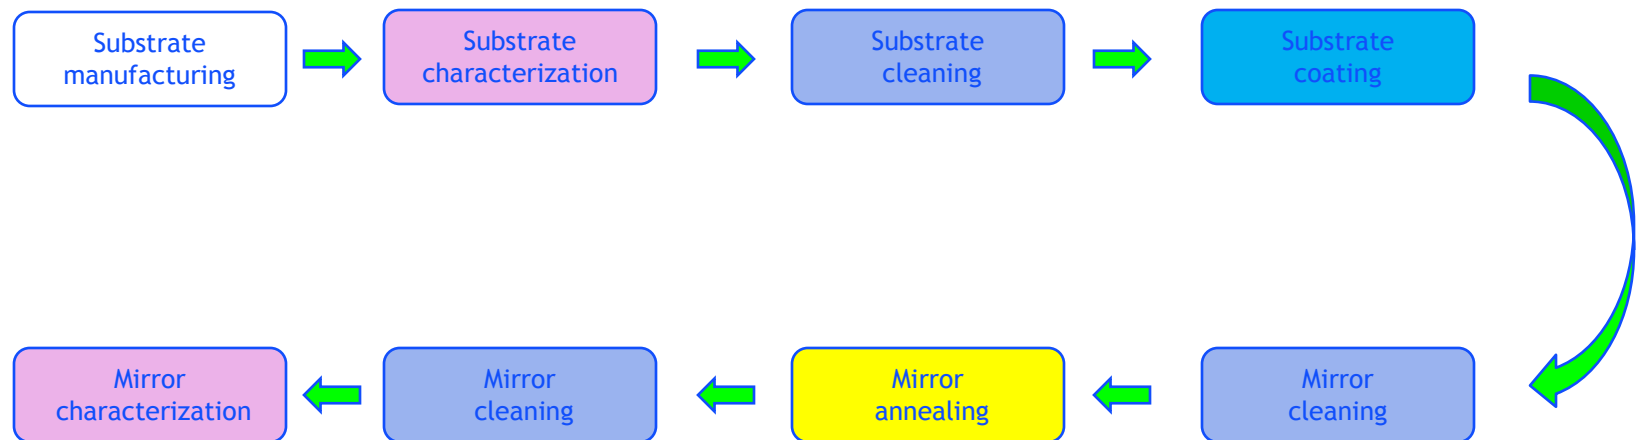 Substrate
manufacturing
Substrate
characterization
Substrate
cleaning
Substrate
coating
Mirror
characterization
Mirror
cleaning
Mirror
annealing
Mirror
cleaning